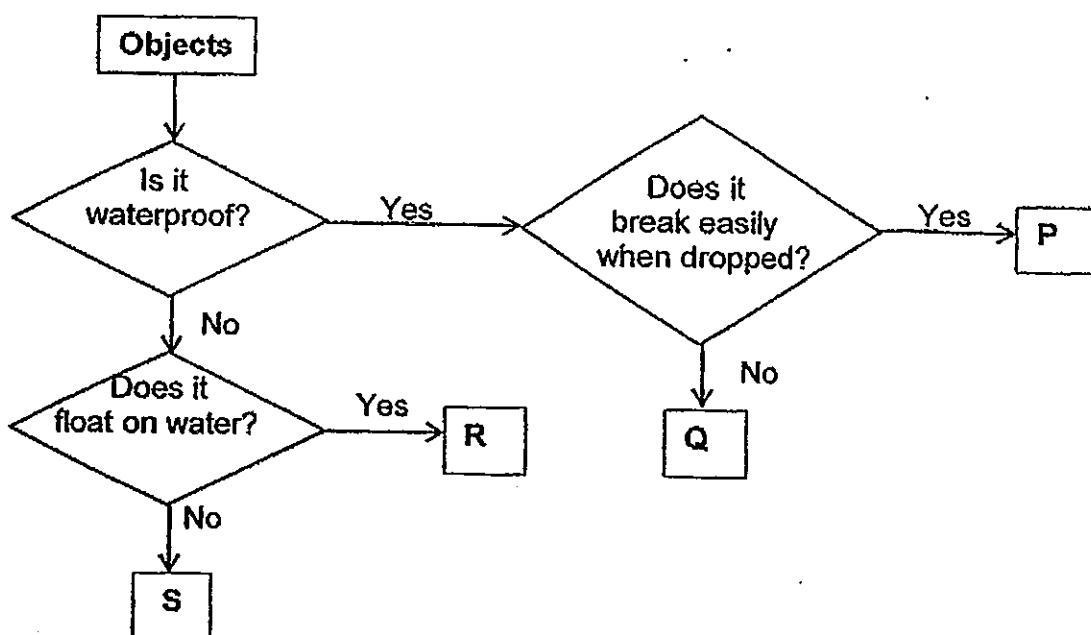 Objects
Is it
waterproof?
Yes
Does it
break easily
when dropped?
Yes
P
No
No
Q
Does it
float on water?
Yes
R
No
S